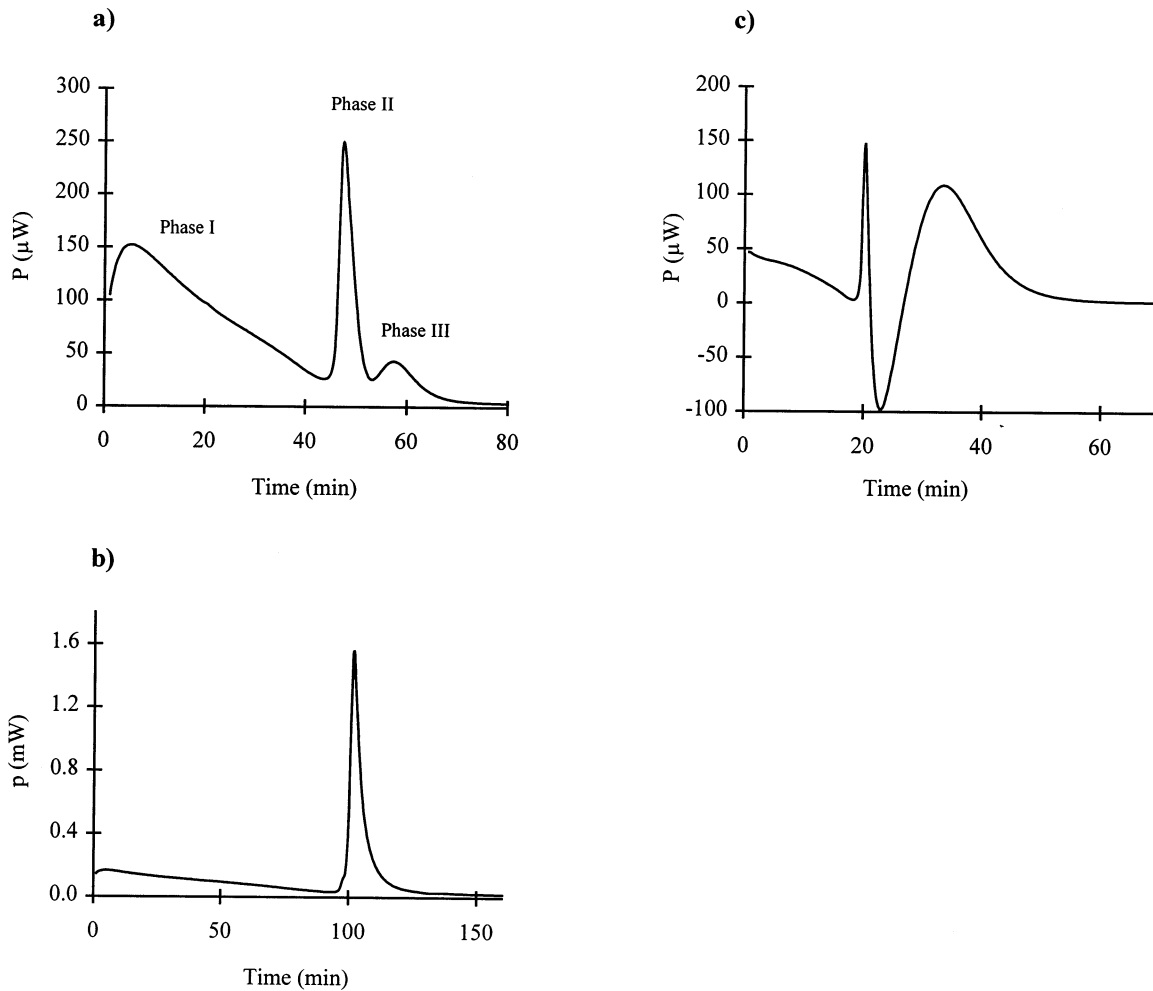 a)
300
250
200
150
100
50
0
P (µW)
Phase I
Phase II
Phase III
0 20 40 60 80
Time (min)
c)
200
150
100
50
0
-50
-100
P (µW)
0 20 40 60
Time (min)
b)
1.6
1.2
0.8
0.4
0.0
p (mW)
0 50 100 150
Time (min)